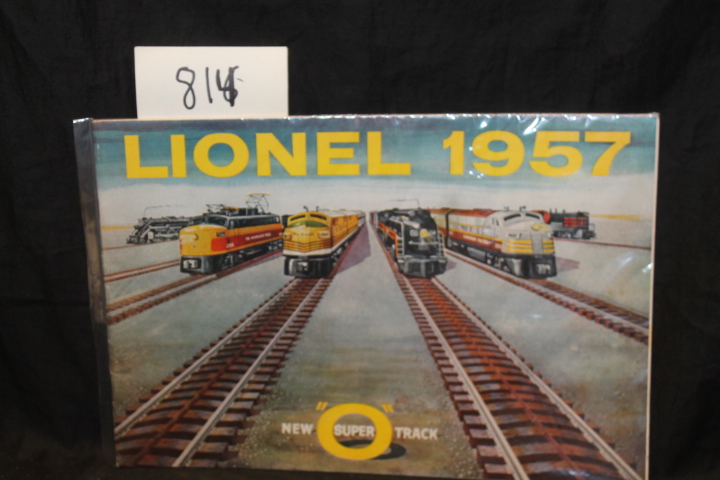 814
LIONEL 1957
NEW SUPER "O" TRACK